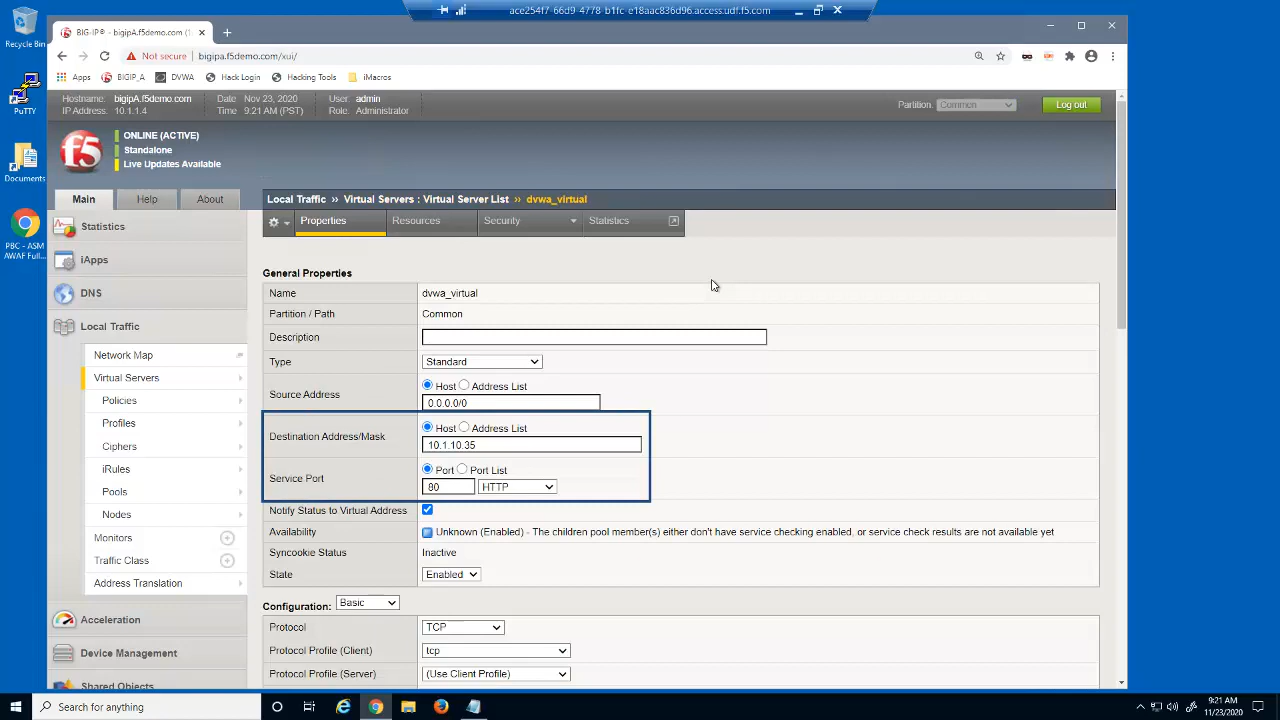 ace254f7-66d9-4778-b1fc-e18aac836d96.access.udf.f5.com
Recycle Bin
PuTTY
Documents
PBC - ASM
AWAF Full...
BIG-IP® - bigipa.f5demo.com (1
Not secure | bigipa.f5demo.com/xui/
Apps BIGIP_A DVWA Hack Login Hacking Tools iMacros
Hostname: bigipA.f5demo.com Date Nov 23, 2020 User: admin
IP Address: 10.1.1.4 Time 9:21 AM (PST) Role: Administrator
Partition: Common Log out
f5
ONLINE (ACTIVE)
Standalone
Live Updates Available
Main Help About
Local Traffic ›› Virtual Servers : Virtual Server List ›› dvwa_virtual
Properties Resources Security Statistics
Statistics
iApps
DNS
Local Traffic
Network Map
Virtual Servers
Policies
Profiles
Ciphers
iRules
Pools
Nodes
Monitors
Traffic Class
Address Translation
Acceleration
Device Management
Shared Objects
General Properties
Name dvwa_virtual
Partition / Path Common
Description
Type Standard
Source Address Host Address List
0.0.0.0/0
Destination Address/Mask Host Address List
10.1.10.35
Service Port Port Port List
80 HTTP
Notify Status to Virtual Address
Availability Unknown (Enabled) - The children pool member(s) either don't have service checking enabled, or service check results are not available yet
Syncookie Status Inactive
State Enabled
Configuration: Basic
Protocol TCP
Protocol Profile (Client) tcp
Protocol Profile (Server) (Use Client Profile)
Search for anything
9:21 AM
11/23/2020